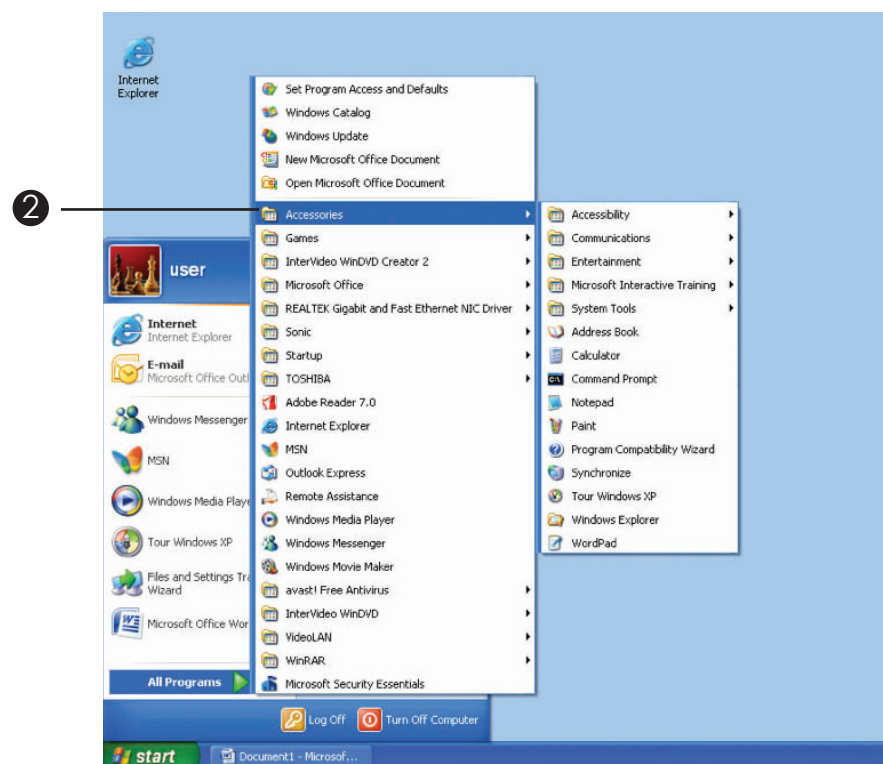 Internet
Explorer
Set Program Access and Defaults
Windows Catalog
Windows Update
New Microsoft Office Document
Open Microsoft Office Document
2
Accessories
Games
InterVideo WinDVD Creator 2
Microsoft Office
REALTEK Gigabit and Fast Ethernet NIC Driver
Sonic
Startup
TOSHIBA
Adobe Reader 7.0
Internet Explorer
MSN
Outlook Express
Remote Assistance
Windows Media Player
Windows Messenger
Windows Movie Maker
avast! Free Antivirus
InterVideo WinDVD
VideoLAN
WinRAR
Microsoft Security Essentials
Accessibility
Communications
Entertainment
Microsoft Interactive Training
System Tools
Address Book
Calculator
Command Prompt
Notepad
Paint
Program Compatibility Wizard
Synchronize
Tour Windows XP
Windows Explorer
WordPad
user
Internet
Internet Explorer
E-mail
Microsoft Office Outl
Windows Messenger
MSN
Windows Media Playe
Tour Windows XP
Files and Settings Tra
Wizard
Microsoft Office Wor
All Programs
Log Off
Turn Off Computer
start
Document1 - Microsof...